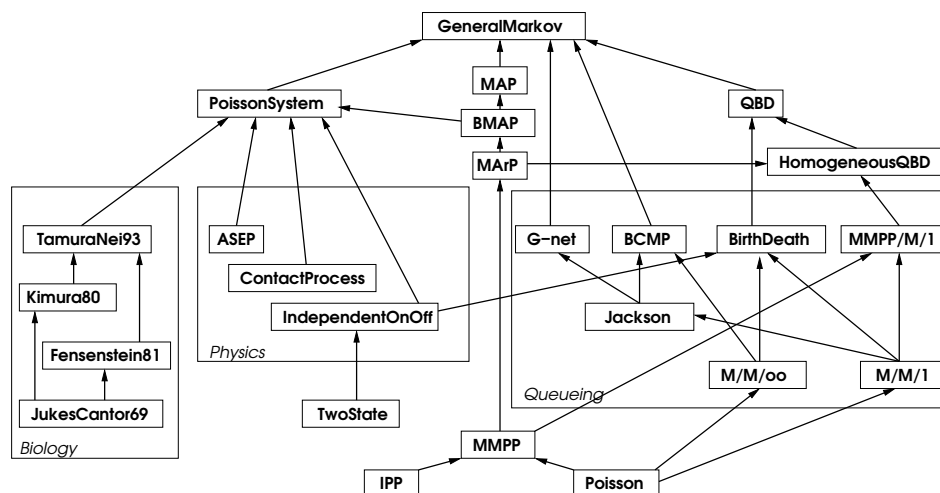 GeneralMarkov
MAP
PoissonSystem
QBD
BMAP
MArP
HomogeneousQBD
TamuraNei93
ASEP
G−net
BCMP
BirthDeath
MMPP/M/1
ContactProcess
Kimura80
IndependentOnOff
Jackson
Fensenstein81
Physics
M/M/oo
M/M/1
Queueing
JukesCantor69
TwoState
Biology
MMPP
IPP
Poisson